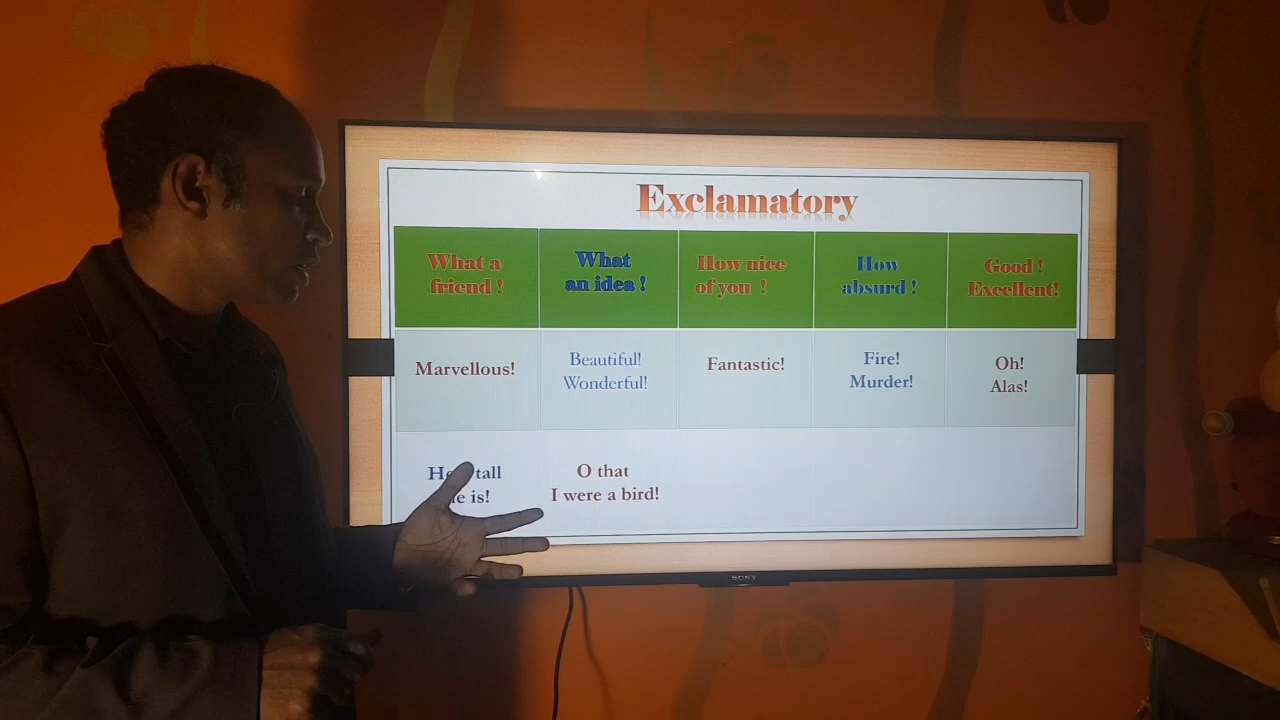 Exclamatory
What a
friend !
What
an idea !
How nice
of you !
How
absurd !
Good !
Excellent!
Marvellous!
Beautiful!
Wonderful!
Fantastic!
Fire!
Murder!
Oh!
Alas!
tall
is!
O that
I were a bird!
SONY